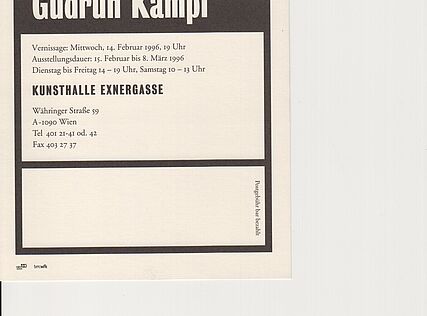 Gudrun Kampl
Vernissage: Mittwoch, 14. Februar 1996, 19 Uhr
Ausstellungsdauer: 15. Februar bis 8. März 1996
Dienstag bis Freitag 14 – 19 Uhr, Samstag 10 – 13 Uhr
KUNSTHALLE EXNERGASSE
Währinger Straße 59
A-1090 Wien
Tel 401 21-41 od. 42
Fax 403 27 37
Postgebühr bar bezahlt